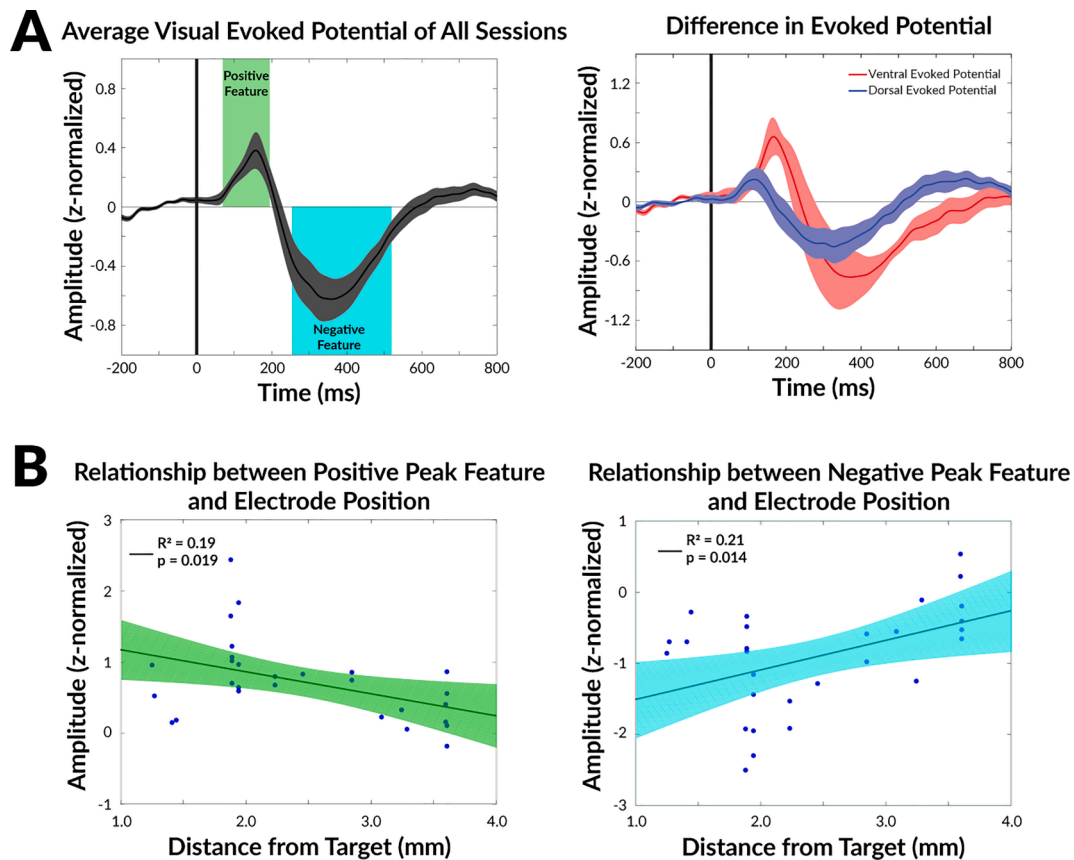 A
Average Visual Evoked Potential of All Sessions
Amplitude (z-normalized)
0.8
0.4
0
-0.4
-0.8
Positive
Feature
Negative
Feature
-200
0
200
400
600
800
Time (ms)
Difference in Evoked Potential
Amplitude (z-normalized)
1.2
0.6
0
-0.6
-1.2
Ventral Evoked Potential
Dorsal Evoked Potential
-200
0
200
400
600
800
Time (ms)
B
Relationship between Positive Peak Feature
and Electrode Position
Amplitude (z-normalized)
3
2
1
0
-1
R² = 0.19
p = 0.019
1.0
2.0
3.0
4.0
Distance from Target (mm)
Relationship between Negative Peak Feature
and Electrode Position
Amplitude (z-normalized)
1
0
-1
-2
-3
R² = 0.21
p = 0.014
1.0
2.0
3.0
4.0
Distance from Target (mm)